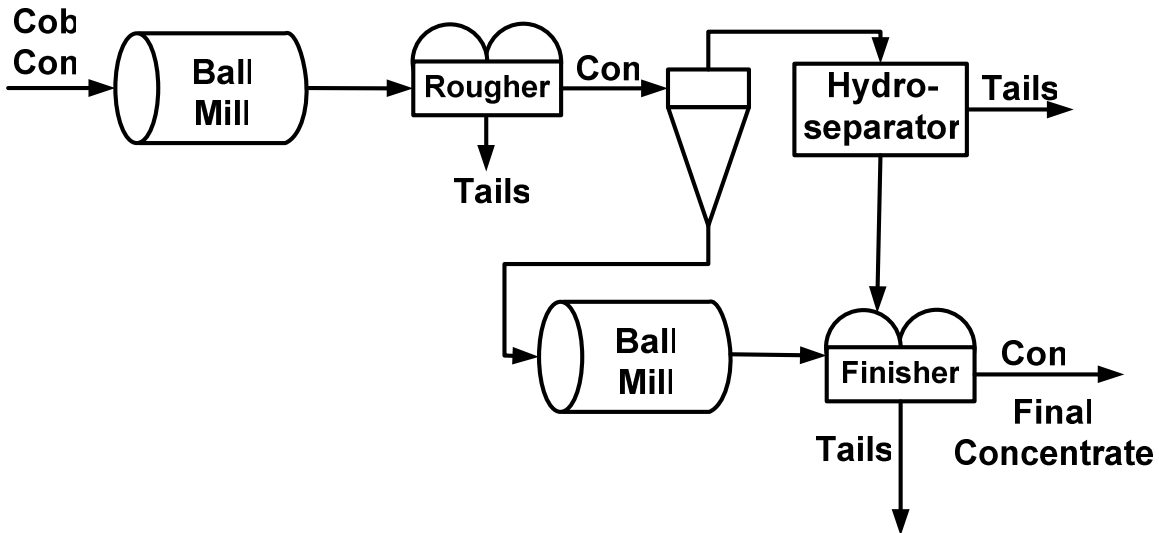 Cob
Con
Ball
Mill
Rougher
Con
Tails
Hydro-
separator
Tails
Ball
Mill
Finisher
Con
Final
Concentrate
Tails